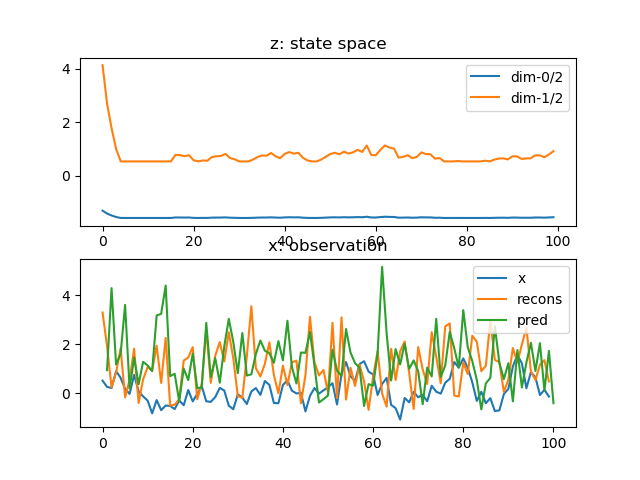 z: state space
4
2
0
dim-0/2
dim-1/2
0 20 40 60 80 100
x: observation
4
2
0
x
recons
pred
0 20 40 60 80 100